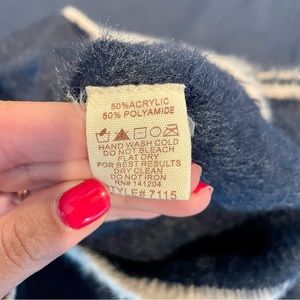 50%ACRYLIC
50% POLYAMIDE
HAND WASH COLD
DO NOT BLEACH
FLAT DRY
FOR BEST RESULTS
DRY CLEAN
DO NOT IRON
RN# 141204
STYLE# 7115